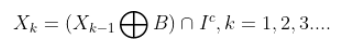 X_k = (X_{k-1} ⨁ B) ∩ I^c, k = 1, 2, 3....